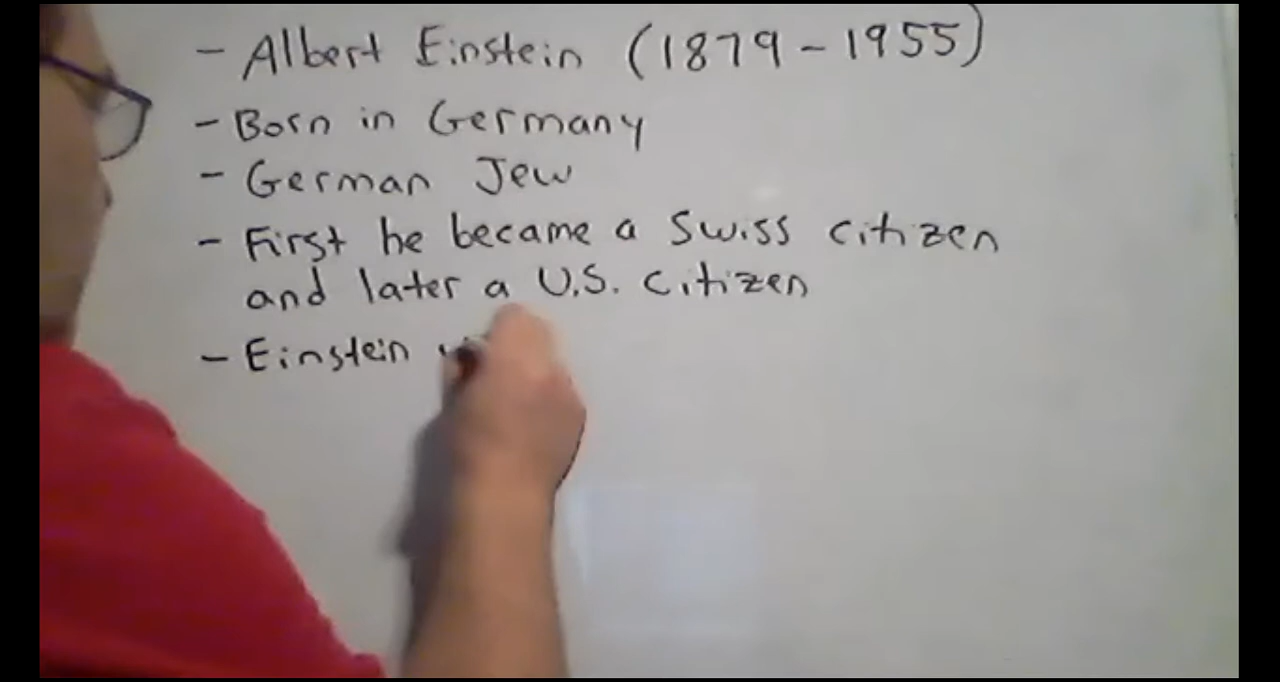 - Albert Einstein (1879-1955)
- Born in Germany
- German Jew
- First he became a Swiss citizen
and later a U.S. citizen
- Einstein